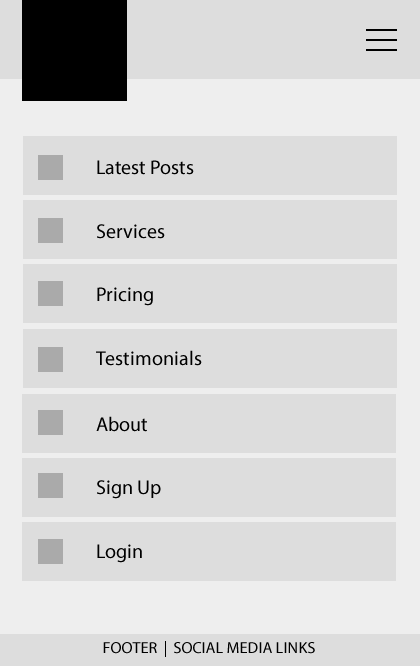 Latest Posts
Services
Pricing
Testimonials
About
Sign Up
Login
FOOTER | SOCIAL MEDIA LINKS